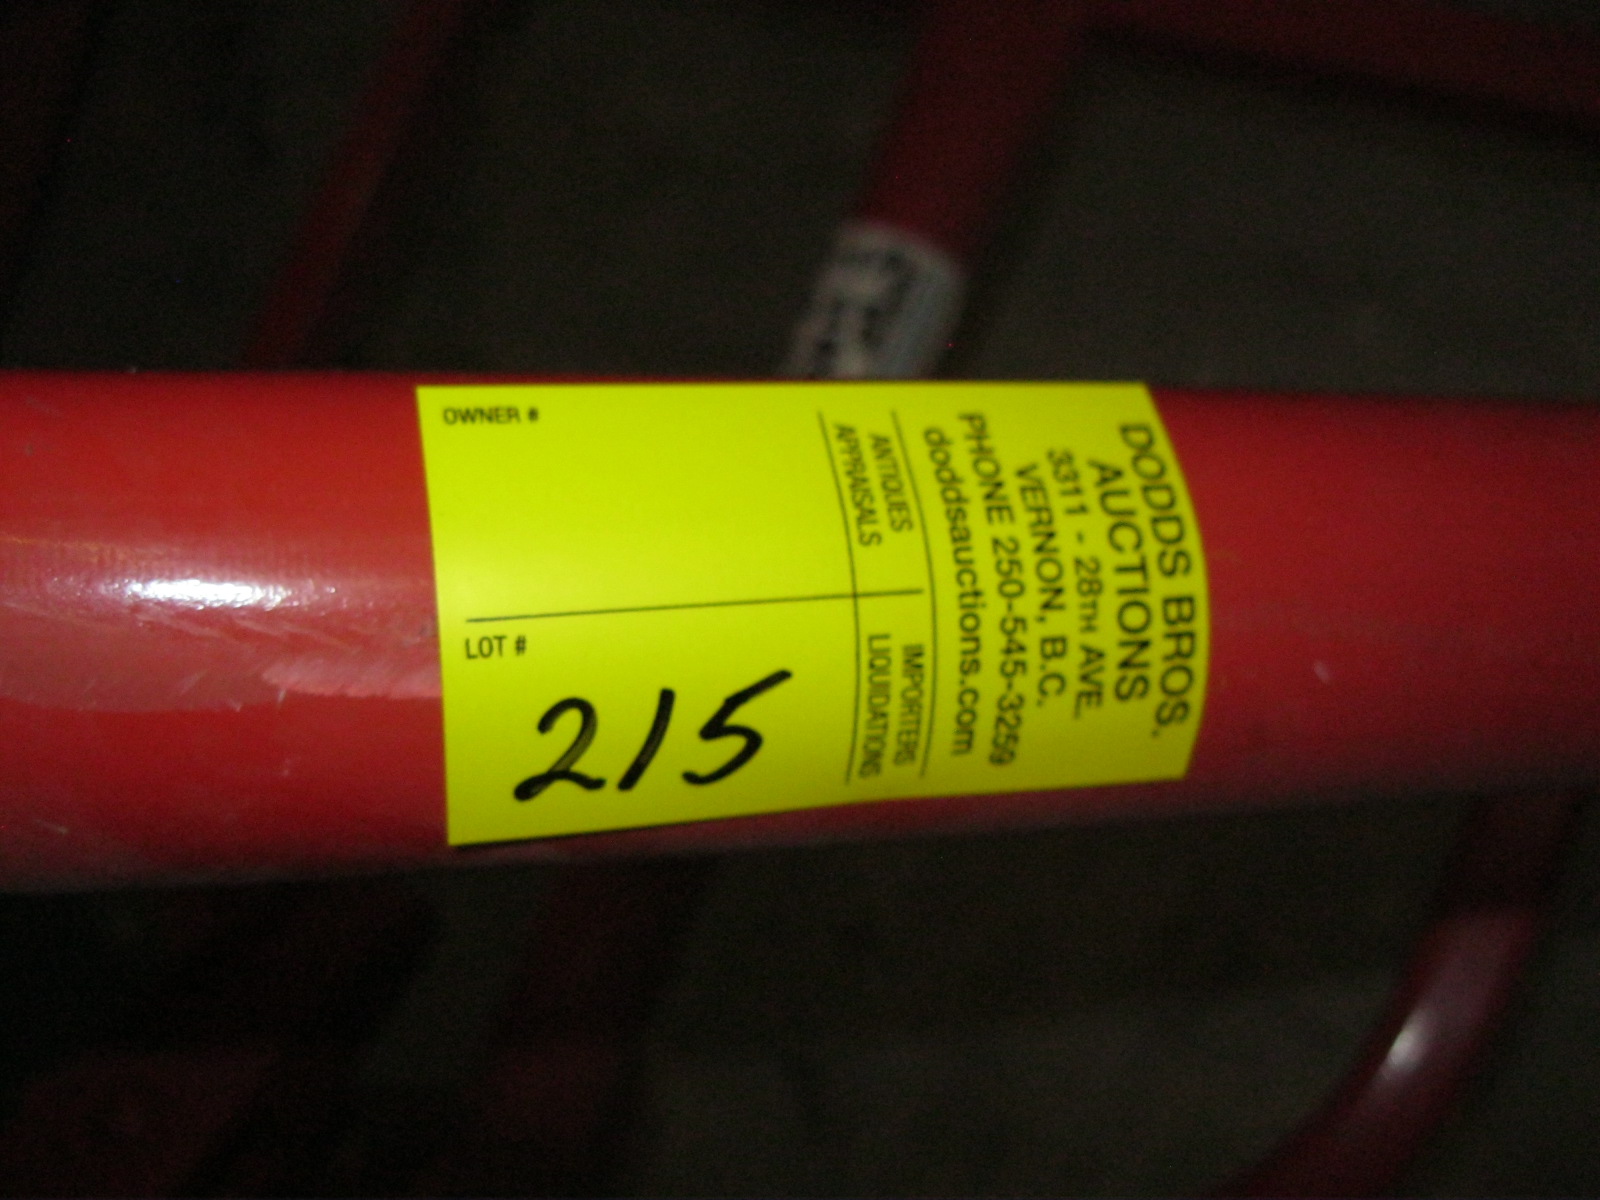 DODDS BROS.
AUCTIONS
3311 - 28TH AVE.
VERNON, B.C.
PHONE 250-545-3259
doddsauctions.com
ANTIQUES IMPORTERS
APPRAISALS LIQUIDATIONS
OWNER #
LOT #
215